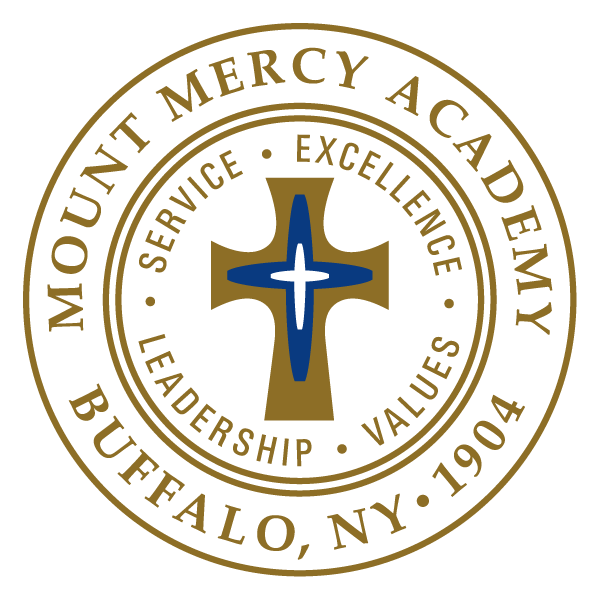 MOUNT MERCY ACADEMY
BUFFALO, NY • 1904
SERVICE • EXCELLENCE
• LEADERSHIP • VALUES •